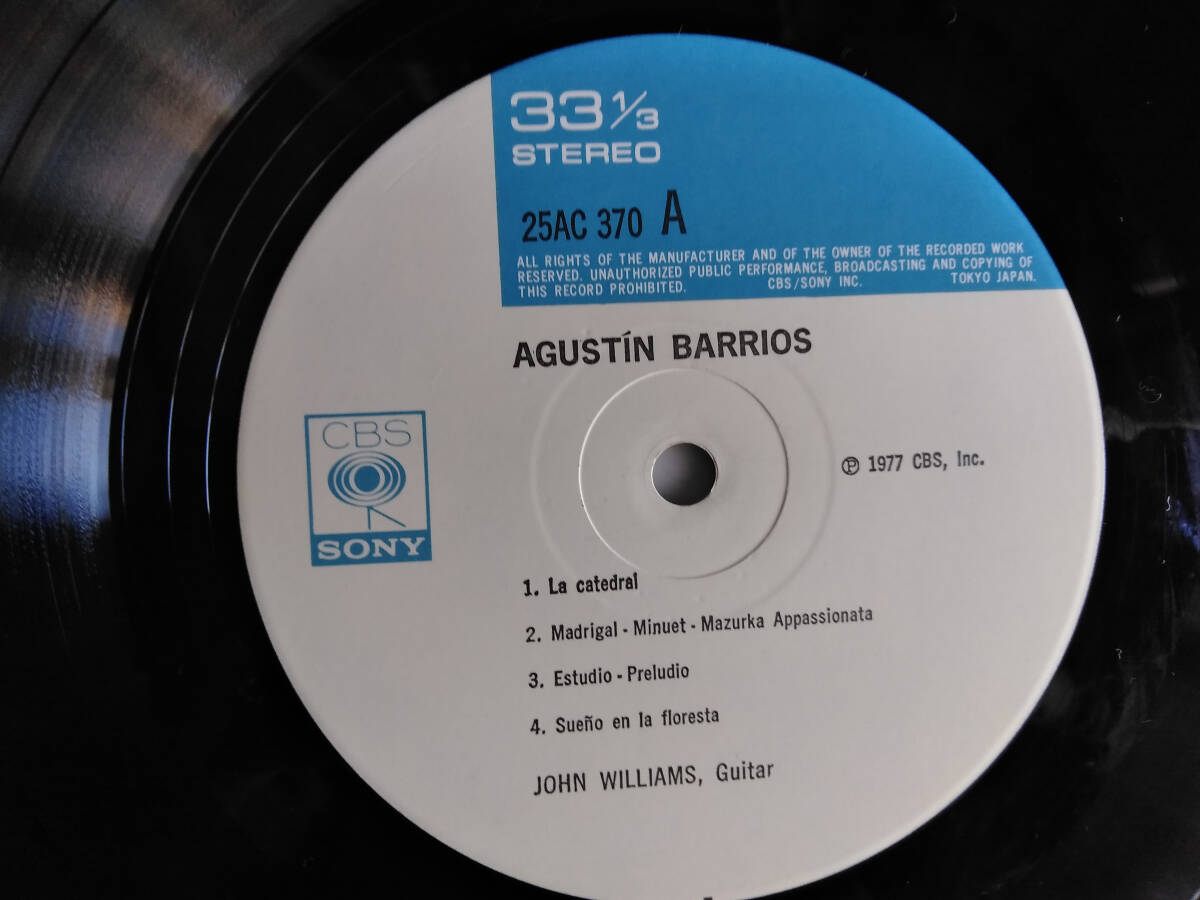 33 1/3
STEREO
25AC 370 A
ALL RIGHTS OF THE MANUFACTURER AND OF THE OWNER OF THE RECORDED WORK
RESERVED. UNAUTHORIZED PUBLIC PERFORMANCE, BROADCASTING AND COPYING OF
THIS RECORD PROHIBITED. CBS/SONY INC. TOKYO JAPAN.
AGUSTÍN BARRIOS
CBS
SONY
℗ 1977 CBS, Inc.
1. La catedral
2. Madrigal - Minuet - Mazurka Appassionata
3. Estudio - Preludio
4. Sueño en la floresta
JOHN WILLIAMS, Guitar